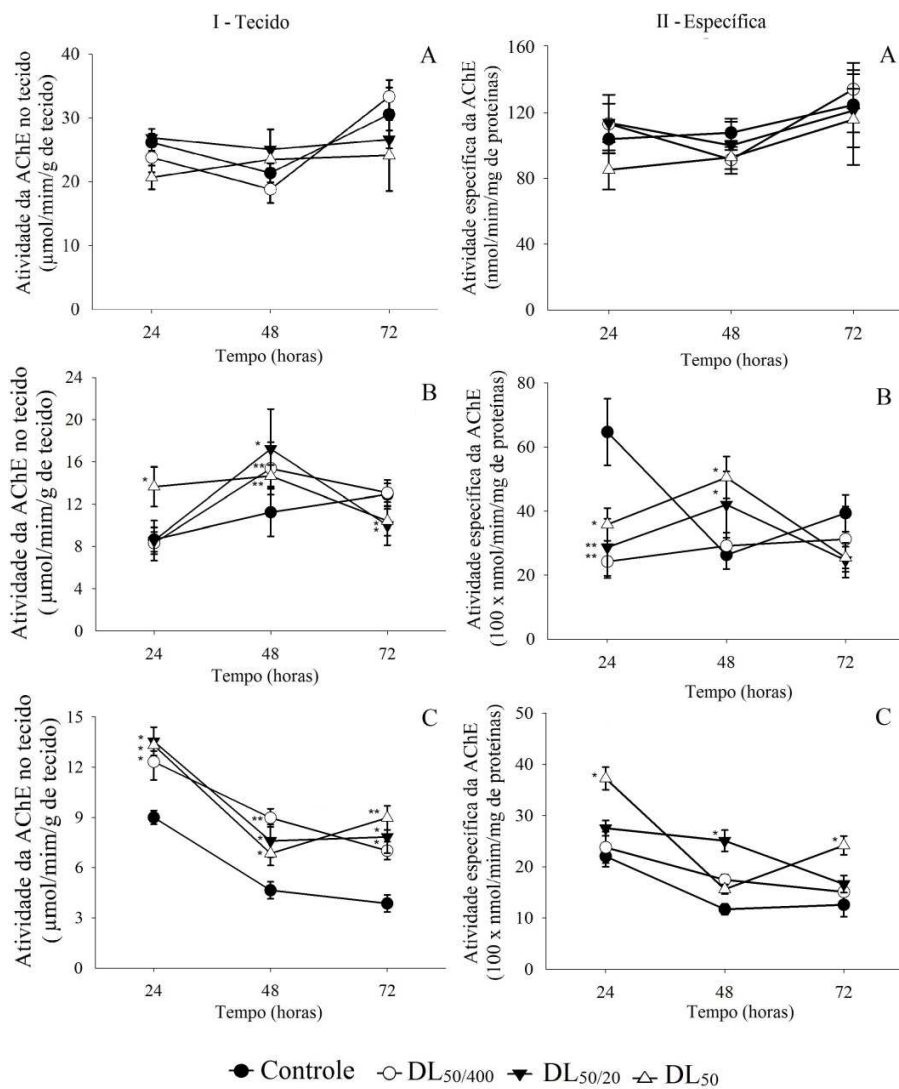 I - Tecido
II - Específica
A
Atividade da AChE no tecido
(µmol/mim/g de tecido)
40
30
20
10
0
24
48
72
Tempo (horas)
A
Atividade específica da AChE
(nmol/mim/mg de proteínas)
160
120
80
40
0
24
48
72
Tempo (horas)
B
Atividade da AChE no tecido
( µmol/mim/g de tecido)
24
20
16
12
8
4
0
*
*
**
**
*
*
24
48
72
Tempo (horas)
B
Atividade específica da AChE
(100 x nmol/mim/mg de proteínas)
80
60
40
20
0
*
**
**
*
*
24
48
72
Tempo (horas)
C
Atividade da AChE no tecido
( µmol/mim/g de tecido)
15
12
9
6
3
0
*
*
*
**
*
*
**
*
*
24
48
72
Tempo (horas)
C
Atividade específica da AChE
(100 x nmol/mim/mg de proteínas)
50
40
30
20
10
0
*
*
*
24
48
72
Tempo (horas)
Controle DL50/400 DL50/20 DL50